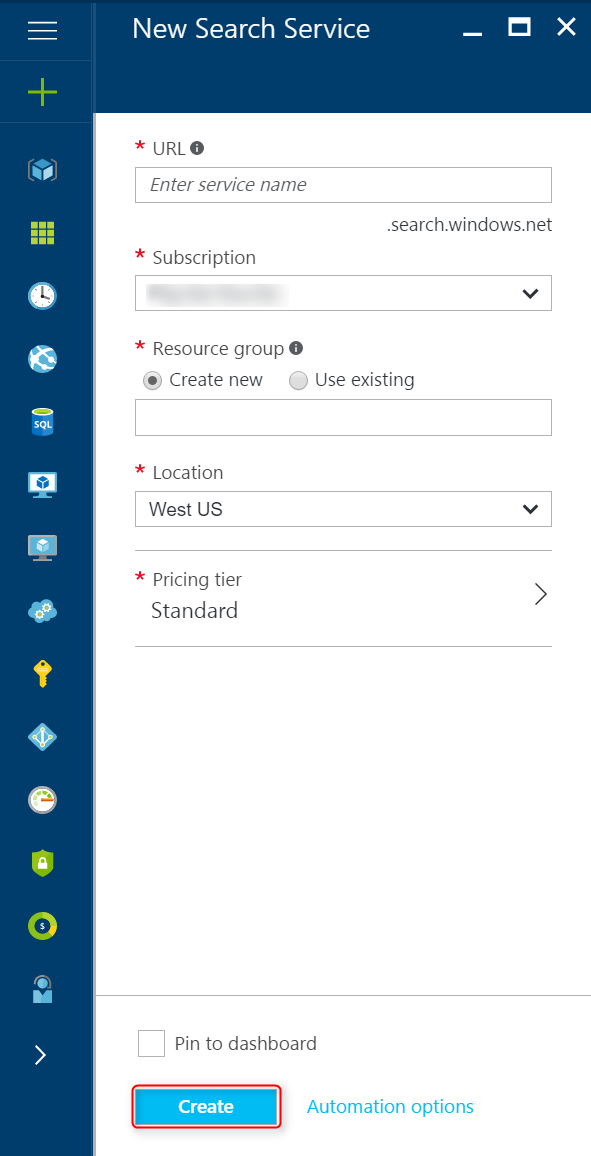 New Search Service
* URL
Enter service name
.search.windows.net
* Subscription
* Resource group
Create new
Use existing
* Location
West US
* Pricing tier
Standard
SQL
$
Pin to dashboard
Create
Automation options